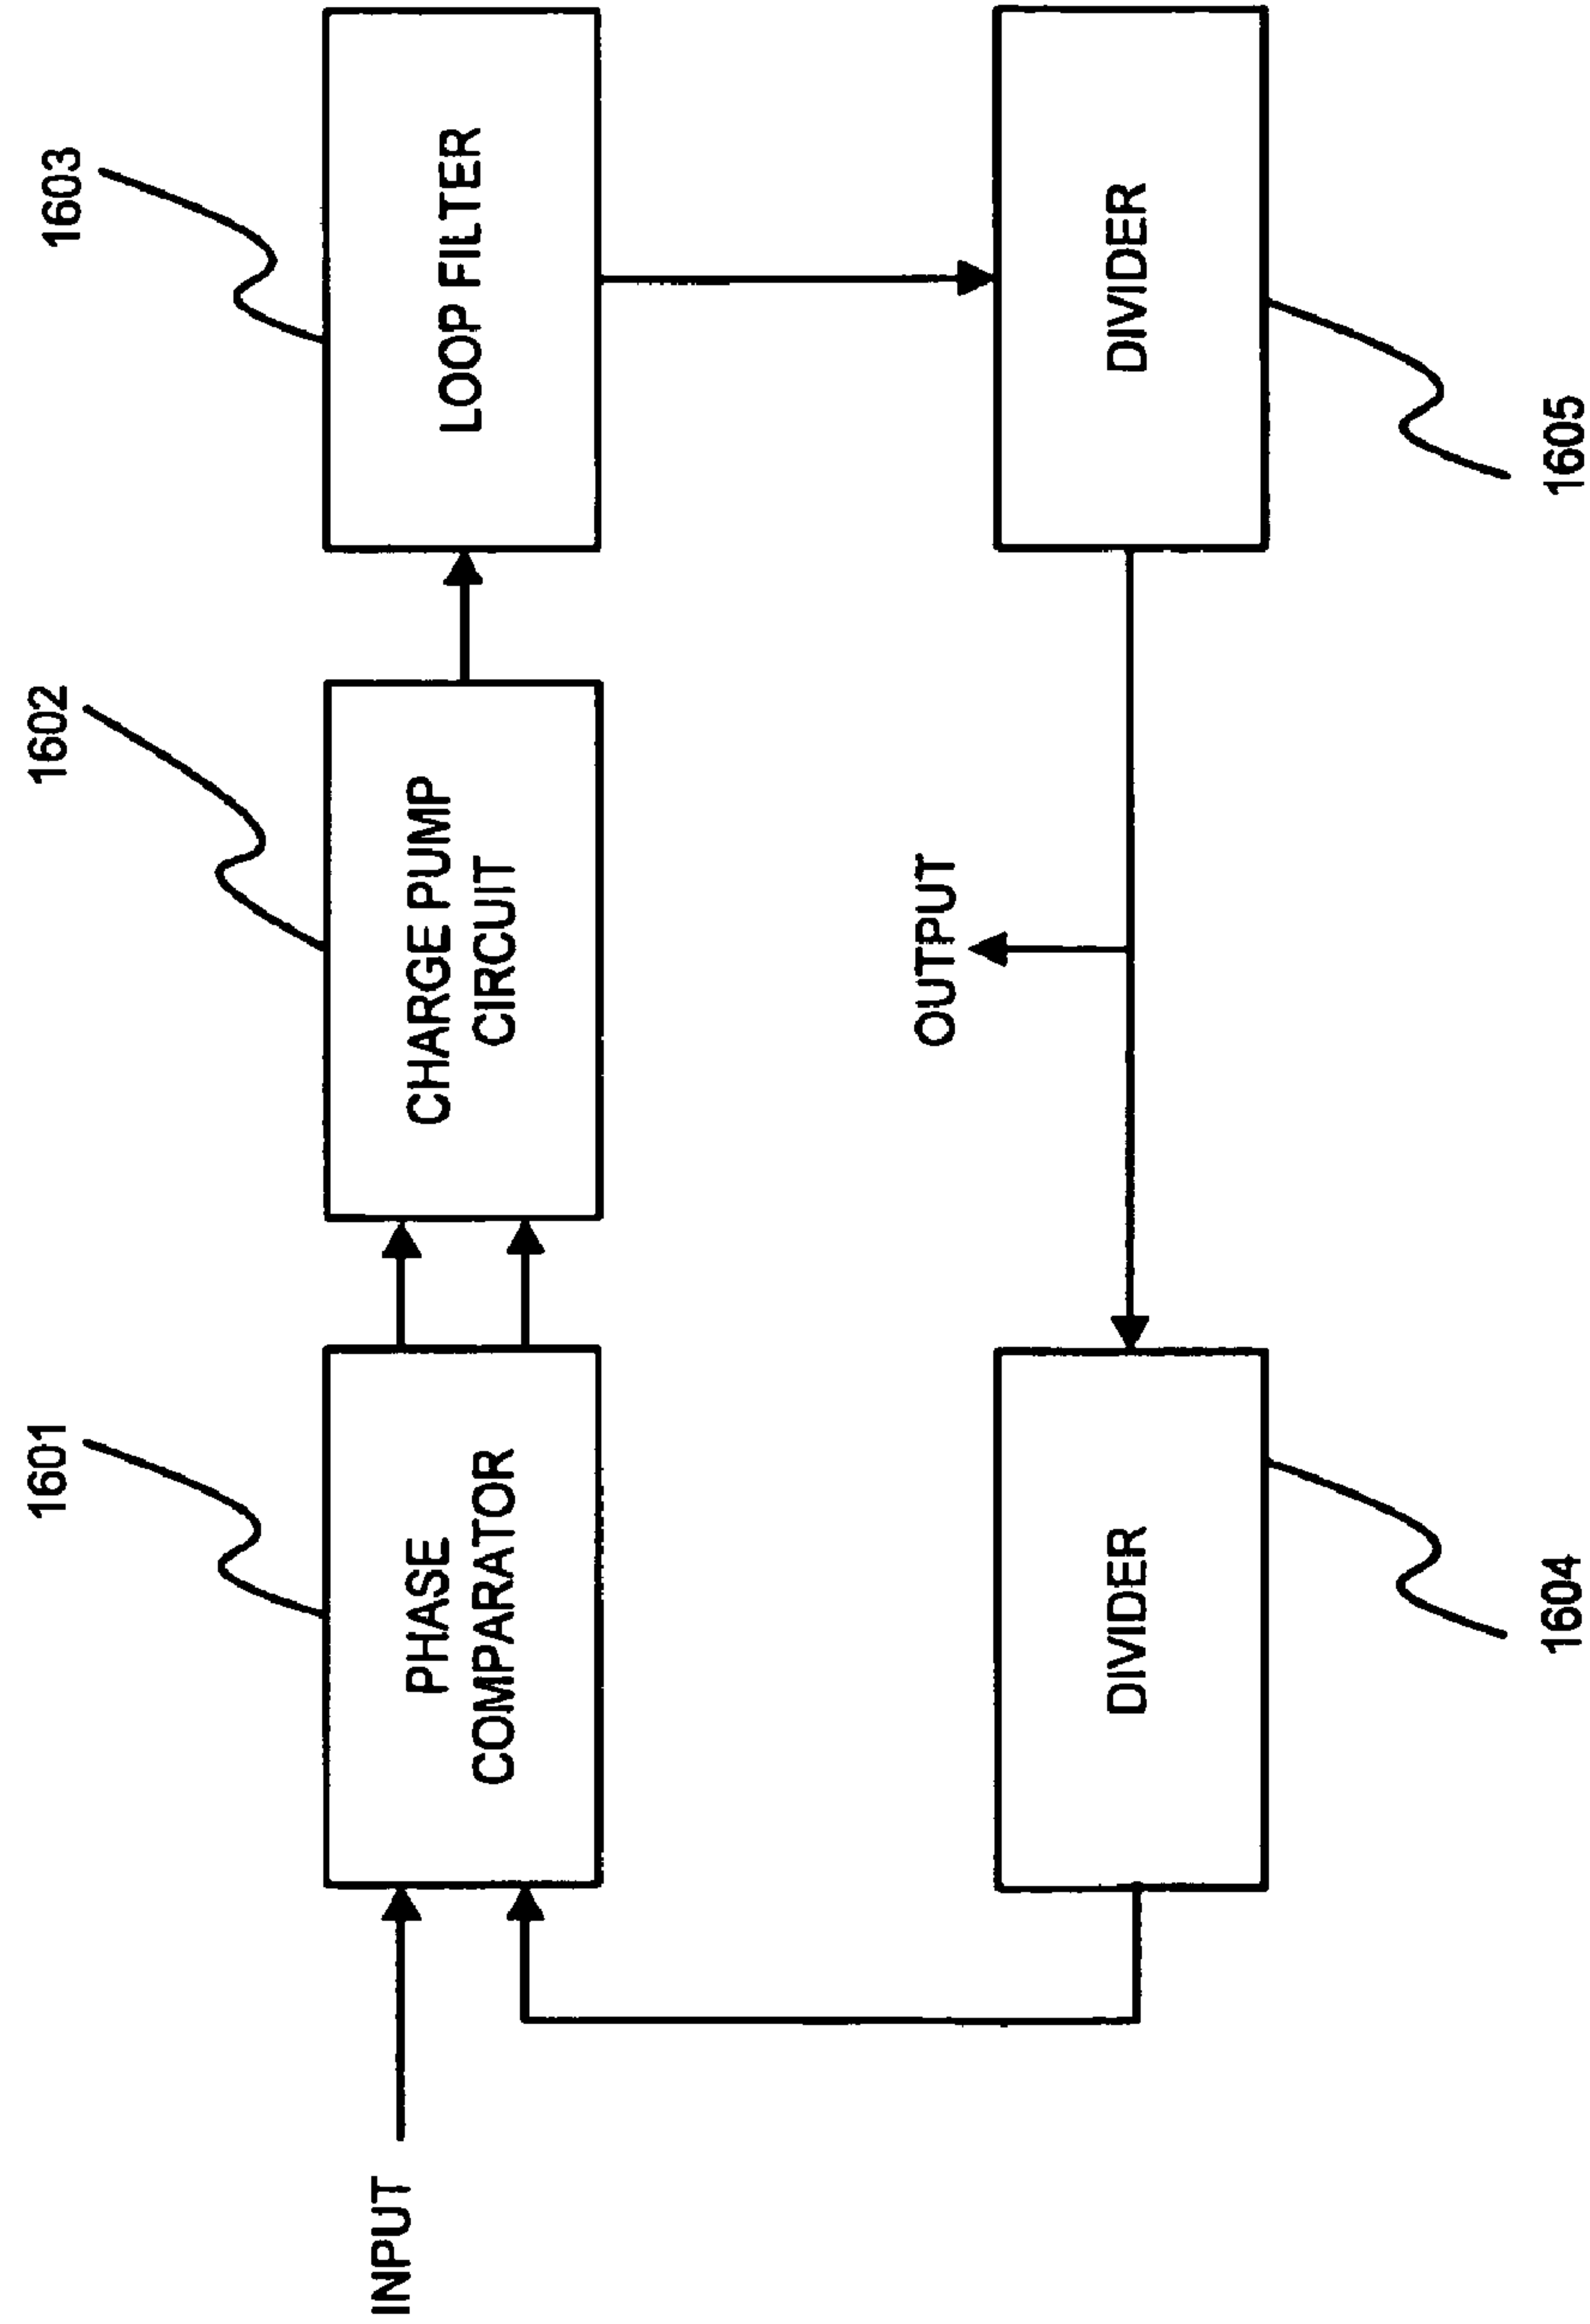 1601
1602
1603
INPUT
PHASE
COMPARATOR
CHARGE PUMP
CIRCUIT
LOOP FILTER
OUTPUT
DIVIDER
DIVIDER
1604
1605